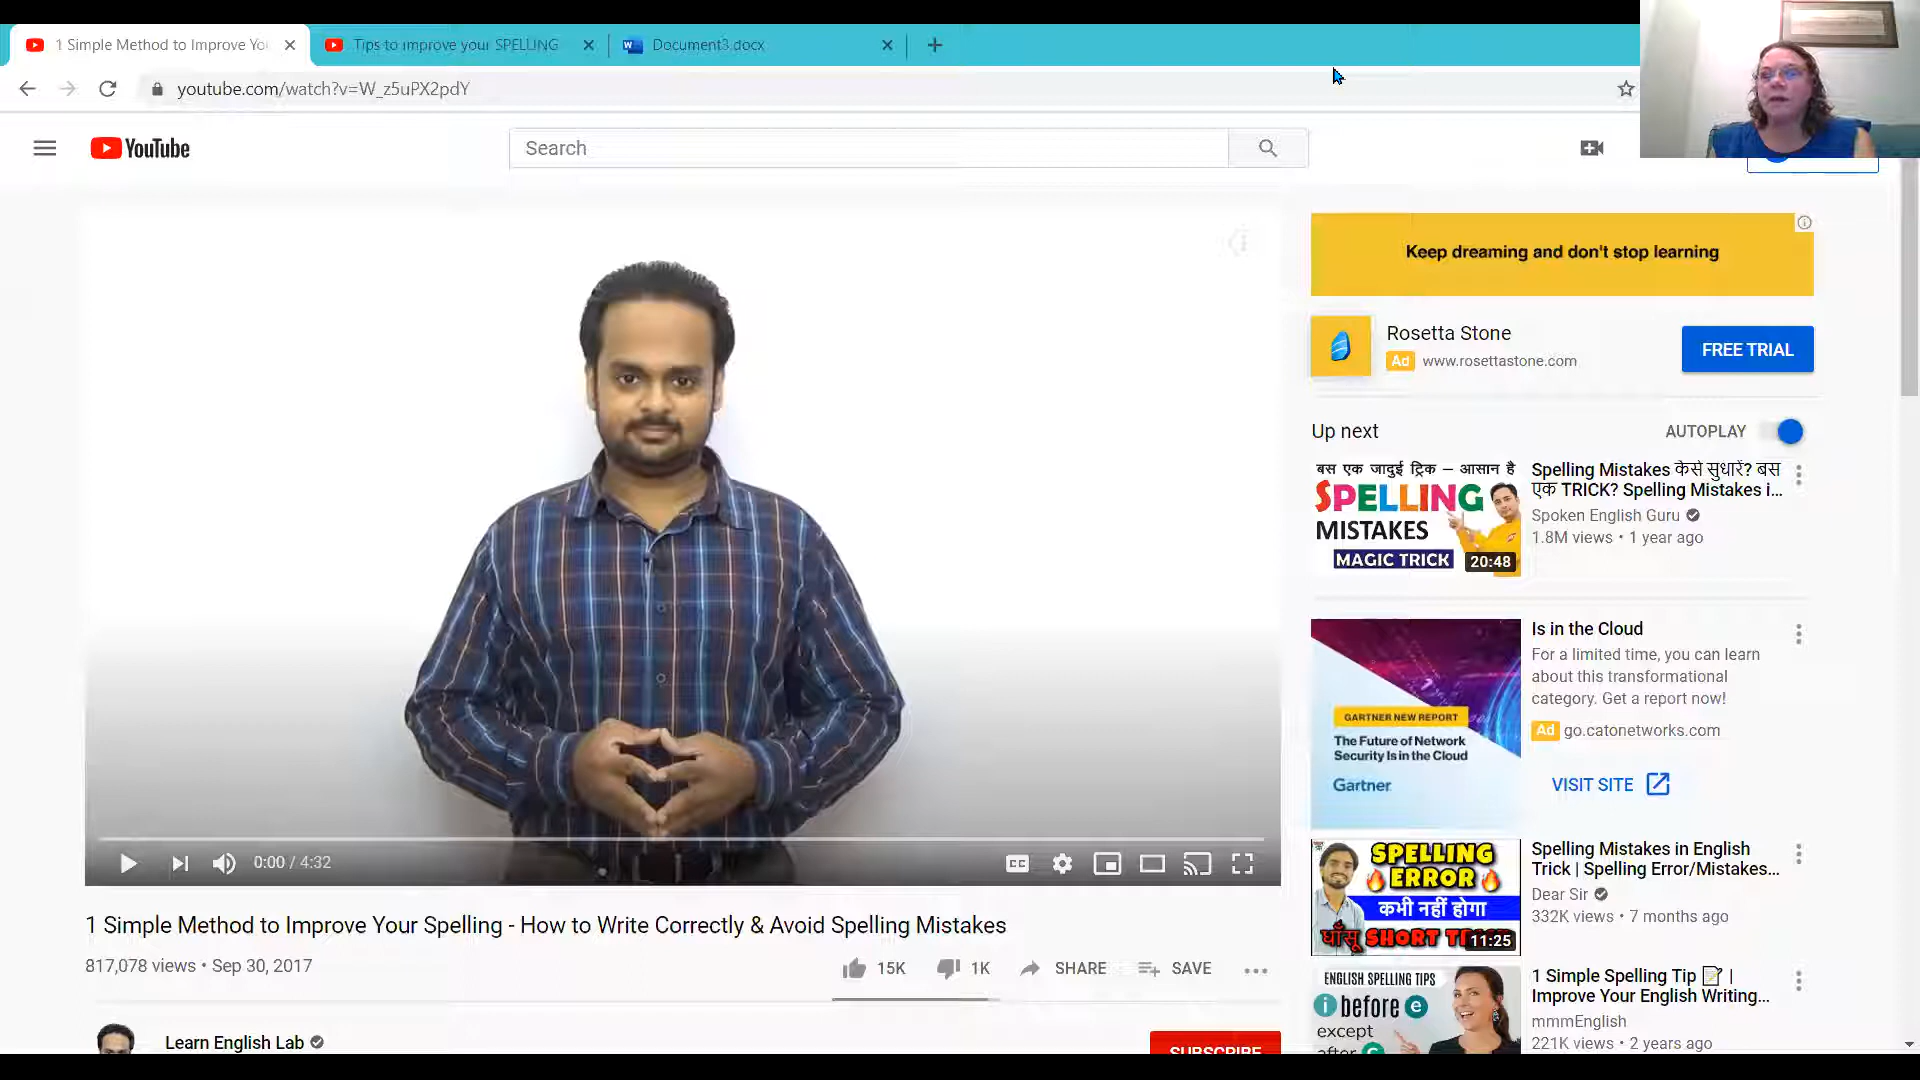 1 Simple Method to Improve Yo
Tips to improve your SPELLING
Document3.docx
youtube.com/watch?v=W_z5uPX2pdY
YouTube
Search
Keep dreaming and don't stop learning
Rosetta Stone
Ad www.rosettastone.com
FREE TRIAL
Up next
AUTOPLAY
बस एक जादुई ट्रिक – आसान है
SPELLING
MISTAKES
MAGIC TRICK
20:48
Spelling Mistakes कैसे सुधारें? बस
एक TRICK? Spelling Mistakes i...
Spoken English Guru
1.8M views • 1 year ago
GARTNER NEW REPORT
The Future of Network
Security Is in the Cloud
Gartner
Is in the Cloud
For a limited time, you can learn
about this transformational
category. Get a report now!
Ad go.catonetworks.com
VISIT SITE
SPELLING
ERROR
कभी नहीं होगा
धाँसू SHORT
11:25
Spelling Mistakes in English
Trick | Spelling Error/Mistakes...
Dear Sir
332K views • 7 months ago
ENGLISH SPELLING TIPS
i before e
except
after
1 Simple Spelling Tip 📝 |
Improve Your English Writing...
mmmEnglish
221K views • 2 years ago
0:00 / 4:32
CC
1 Simple Method to Improve Your Spelling - How to Write Correctly & Avoid Spelling Mistakes
817,078 views • Sep 30, 2017
15K
1K
SHARE
SAVE
Learn English Lab
SUBSCRIBE